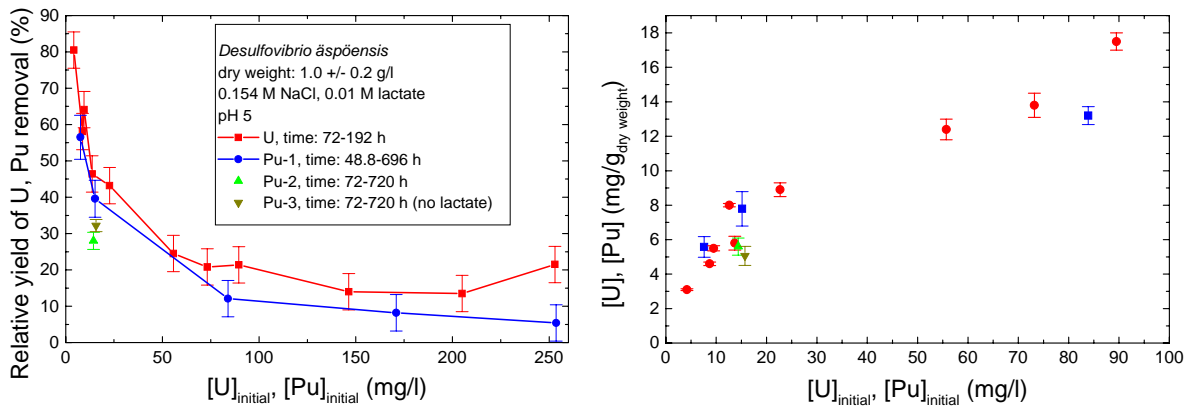 Relative yield of U, Pu removal (%)
90
80
70
60
50
40
30
20
10
0
Desulfovibrio äspöensis
dry weight: 1.0 +/- 0.2 g/l
0.154 M NaCl, 0.01 M lactate
pH 5
U, time: 72-192 h
Pu-1, time: 48.8-696 h
Pu-2, time: 72-720 h
Pu-3, time: 72-720 h (no lactate)
0 50 100 150 200 250
[U]initial, [Pu]initial (mg/l)
[U], [Pu] (mg/gdry weight)
18
16
14
12
10
8
6
4
2
0
0 10 20 30 40 50 60 70 80 90 100
[U]initial, [Pu]initial (mg/l)